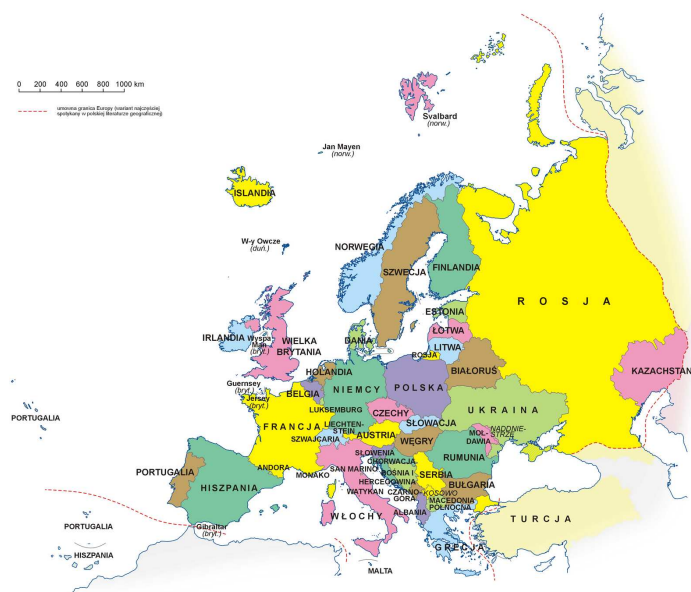 0 200 400 600 800 1000 km
umowna granica Europy (wariant najczęściej
spotykany w polskiej literaturze geograficznej)
Svalbard
(norw.)
Jan Mayen
(norw.)
ISLANDIA
W-y Owcze
(duń.)
NORWEGIA
SZWECJA
FINLANDIA
ROSJA
ESTONIA
ŁOTWA
LITWA
ROSJA
DANIA
IRLANDIA
Wyspa
Man
(bryt.)
WIELKA
BRYTANIA
HOLANDIA
BIAŁORUŚ
KAZACHSTAN
Guernsey
(bryt.)
Jersey
(bryt.)
BELGIA
NIEMCY
POLSKA
LUKSEMBURG
CZECHY
UKRAINA
PORTUGALIA
FRANCJA
LIECHTEN-
STEIN
SŁOWACJA
SZWAJCARIA
AUSTRIA
WĘGRY
MOŁ-
DAWIA
NADDNIE-
STRZE
SŁOWENIA
CHORWACJA
RUMUNIA
ANDORA
MONAKO
SAN MARINO
BOŚNIA I
HERCEGOWINA
SERBIA
PORTUGALIA
HISZPANIA
WATYKAN
CZARNO-
GÓRA
KOSOWO
BUŁGARIA
MACEDONIA
PÓŁNOCNA
WŁOCHY
ALBANIA
TURCJA
Gibraltar
(bryt.)
PORTUGALIA
GRECJA
HISZPANIA
MALTA